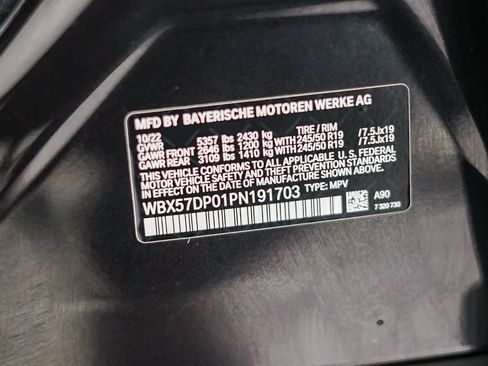 MFD BY BAYERISCHE MOTOREN WERKE AG
10/22 TIRE / RIM
GVWR 5357 lbs 2430 kg
GAWR FRONT 2646 lbs 1200 kg WITH 245/50 R19 /7.5Jx19
GAWR REAR 3109 lbs 1410 kg WITH 245/50 R19 /7.5Jx19
THIS VEHICLE CONFORMS TO ALL APPLICABLE FEDERAL
MOTOR VEHICLE SAFETY AND THEFT PREVENTION STANDARDS
IN EFFECT ON THE DATE OF MANUFACTURE SHOWN ABOVE.
WBX57DP01PN191703 TYPE: MPV
A90
7 320 730